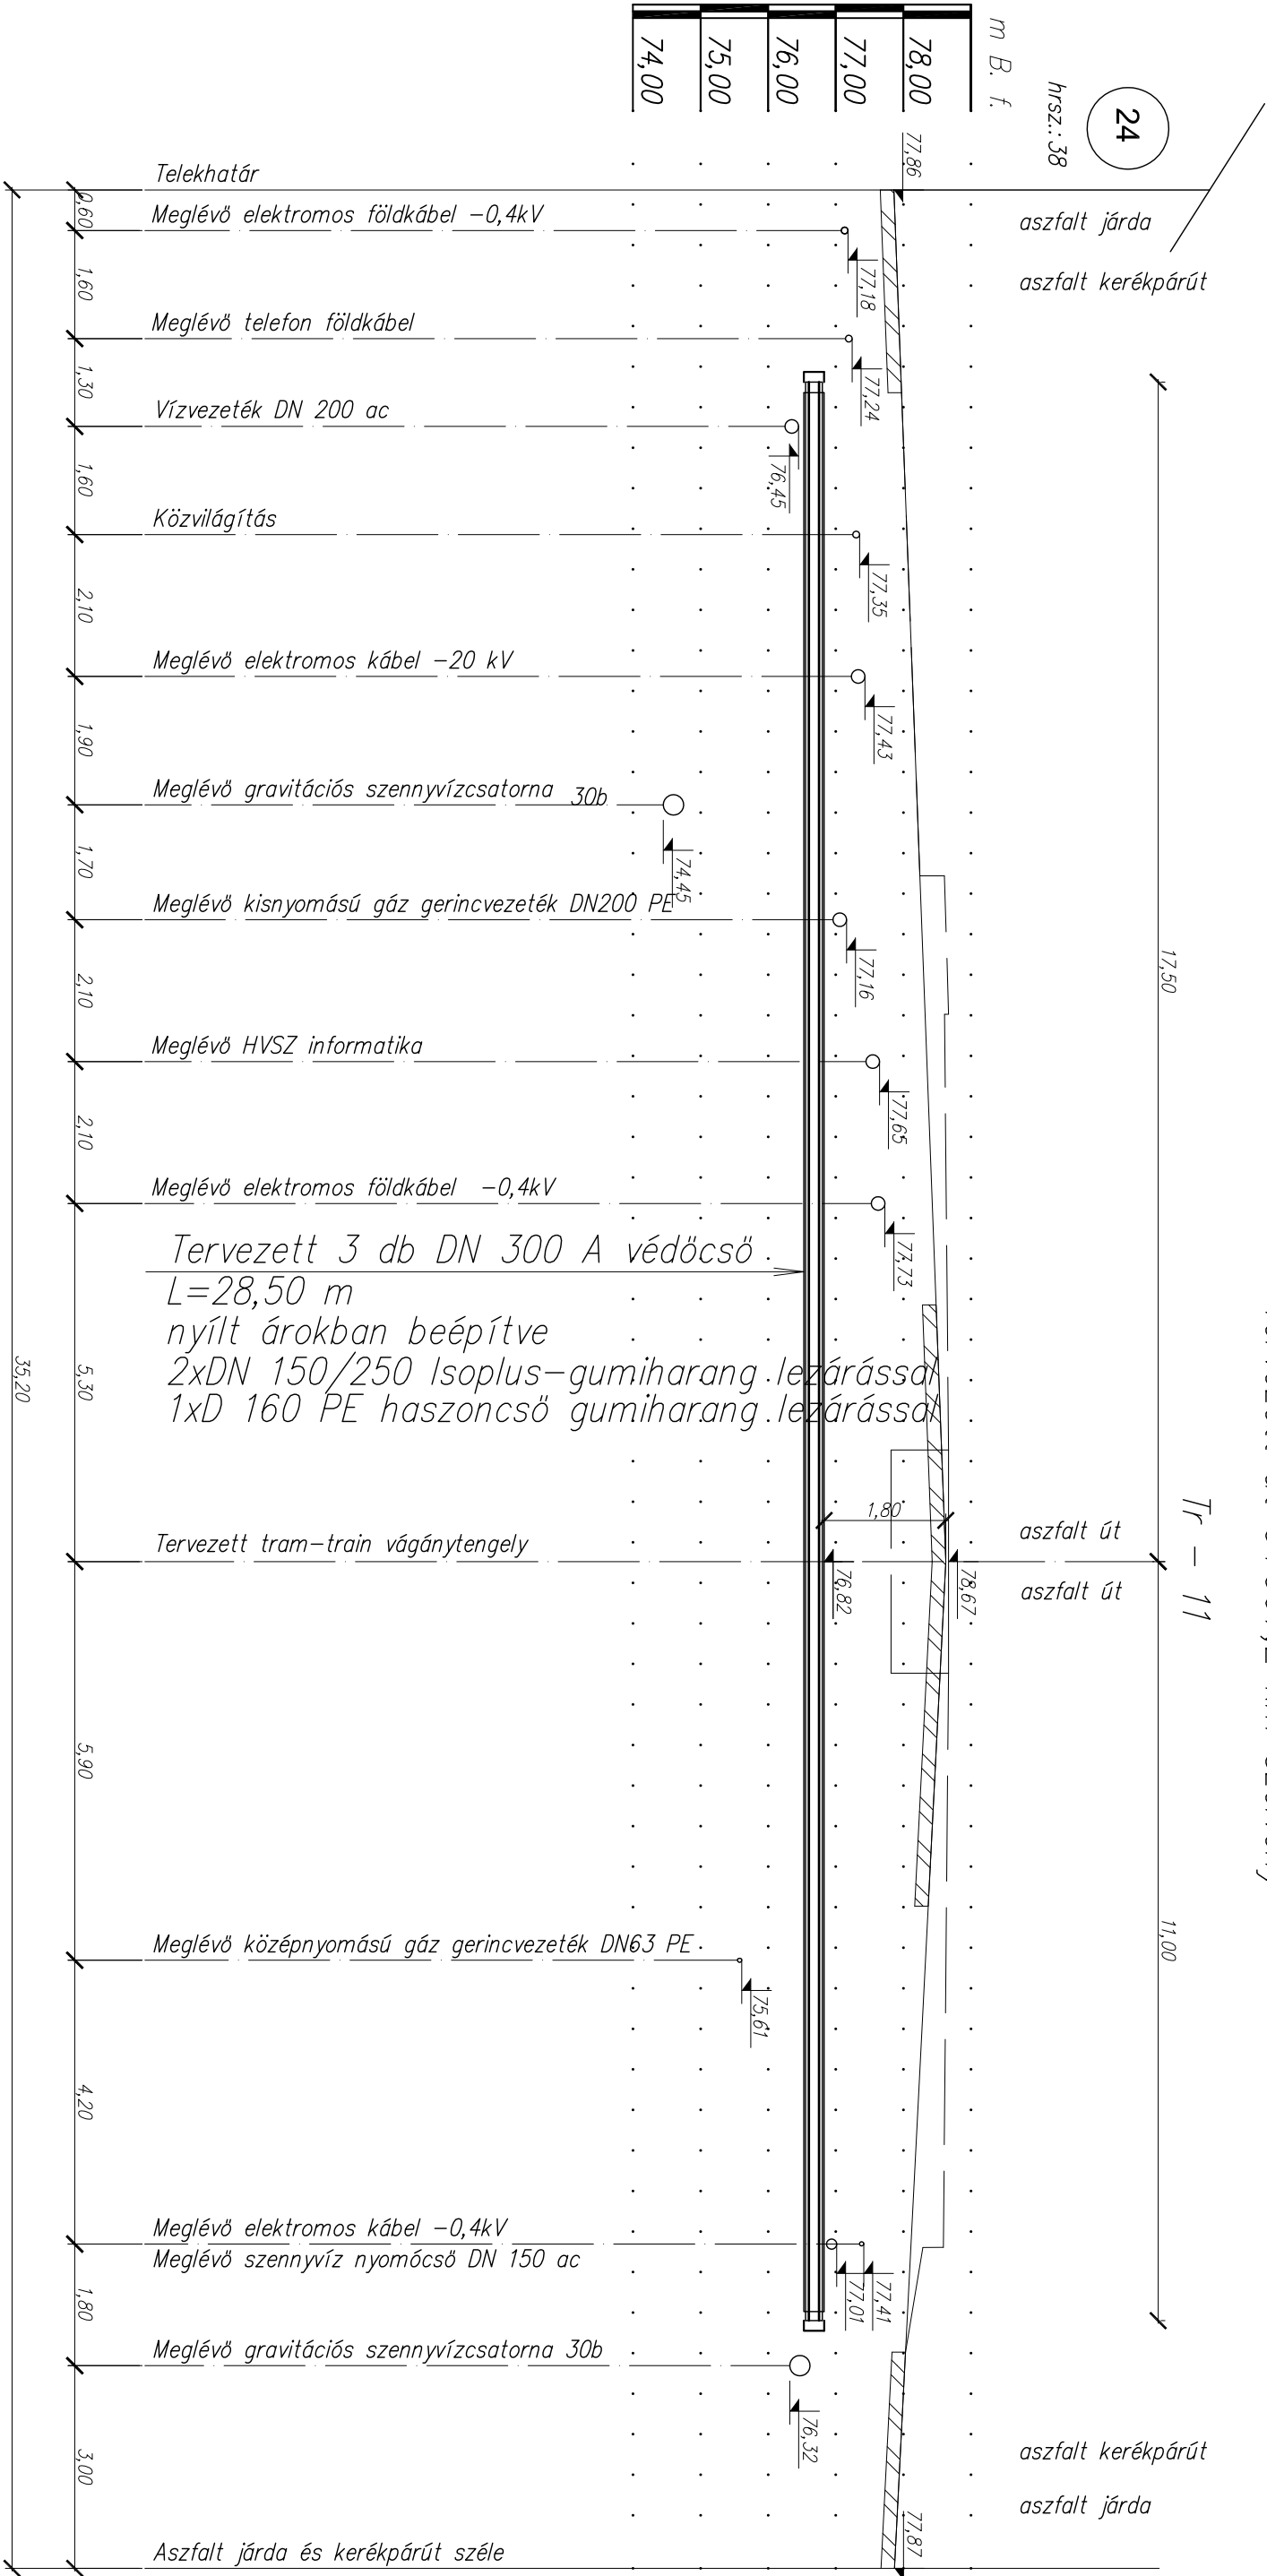 m B. f.
78,00
77,00
76,00
75,00
74,00
24
hrsz.: 38
77,86
Telekhatár
aszfalt járda
0,60
Meglévő elektromos földkábel -0,4kV
77,18
aszfalt kerékpárút
1,60
Meglévő telefon földkábel
77,24
1,30
Vízvezeték DN 200 ac
76,45
1,60
Közvilágítás
77,35
2,10
Meglévő elektromos kábel -20 kV
77,43
1,90
Meglévő gravitációs szennyvízcsatorna 30b
74,45
1,70
Meglévő kisnyomású gáz gerincvezeték DN200 PE
77,16
17,50
2,10
Meglévő HVSZ informatika
77,65
2,10
Meglévő elektromos földkábel -0,4kV
77,73
Tervezett 3 db DN 300 A védőcső
L=28,50 m
nyílt árokban beépítve
2xDN 150/250 Isoplus-gumiharang lezárással
1xD 160 PE haszoncső gumiharang lezárással
5,30
35,20
Tr - 11
1,80
aszfalt út
Tervezett tram-train vágánytengely
76,82
78,67
aszfalt út
5,90
11,00
Meglévő középnyomású gáz gerincvezeték DN63 PE
75,61
4,20
Meglévő elektromos kábel -0,4kV
Meglévő szennyvíz nyomócső DN 150 ac
77,01
77,41
1,80
Meglévő gravitációs szennyvízcsatorna 30b
76,32
3,00
aszfalt kerékpárút
aszfalt járda
77,87
Aszfalt járda és kerékpárút széle